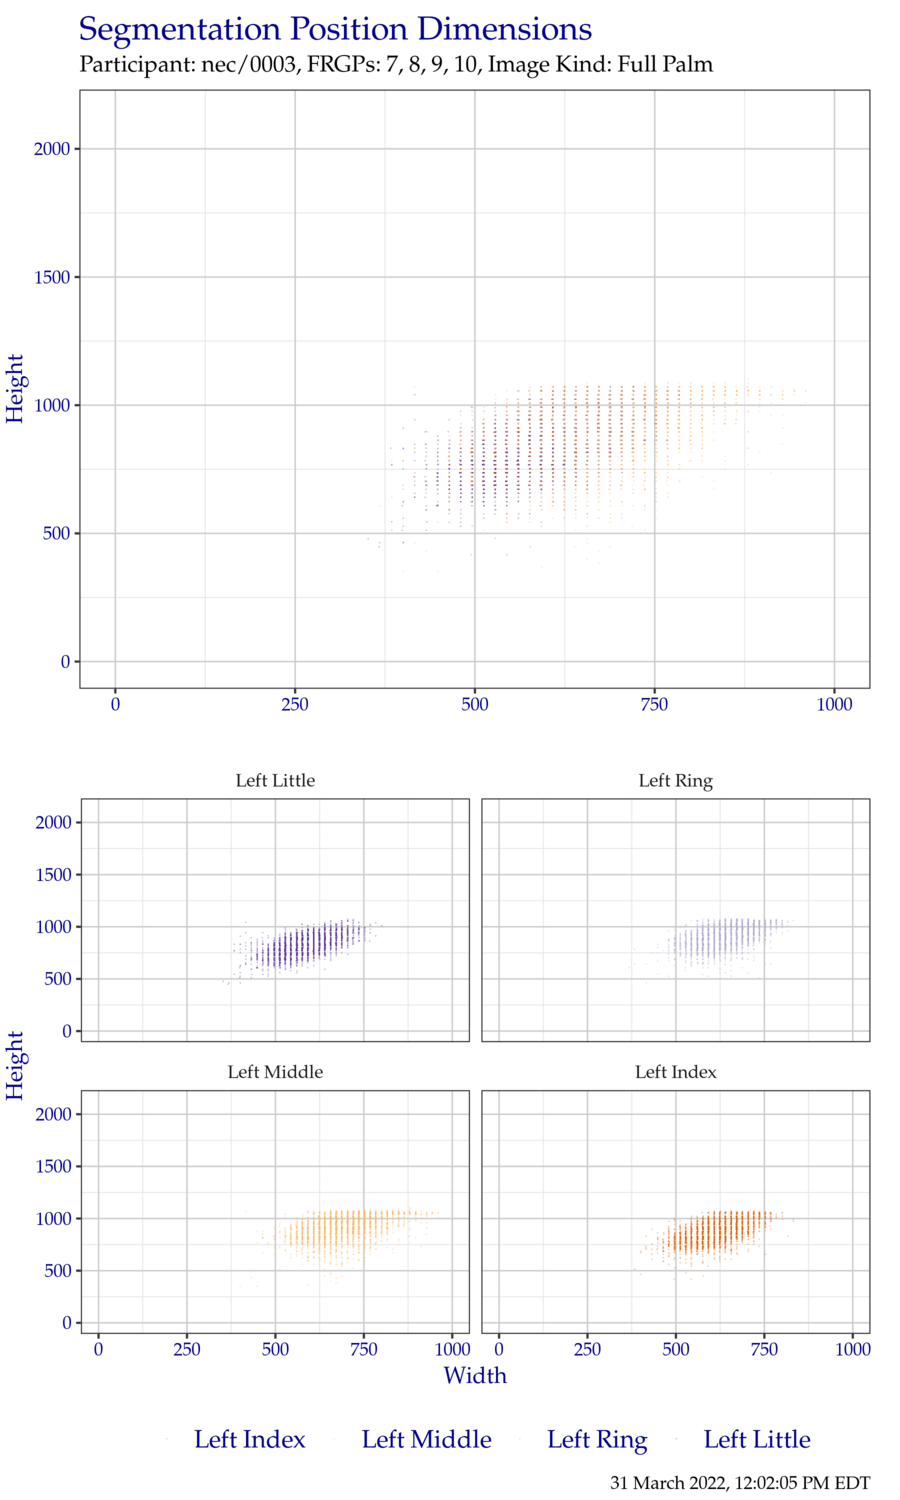 Segmentation Position Dimensions
Participant: nec/0003, FRGPs: 7, 8, 9, 10, Image Kind: Full Palm
2000
1500
1000
500
0
Height
0 250 500 750 1000
Left Little Left Ring
2000
1500
1000
500
0
Height
Left Middle Left Index
2000
1500
1000
500
0
0 250 500 750 1000 0 250 500 750 1000
Width
Left Index Left Middle Left Ring Left Little
31 March 2022, 12:02:05 PM EDT